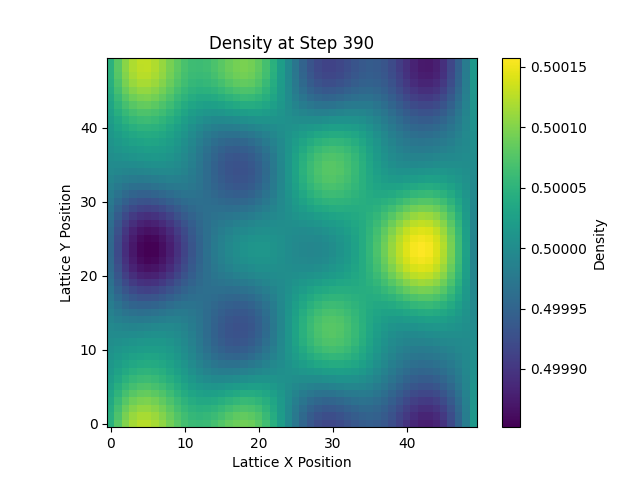 Density at Step 390
0.50015
0.50010
0.50005
0.50000
0.49995
0.49990
Density
40
30
20
10
0
Lattice Y Position
0 10 20 30 40
Lattice X Position